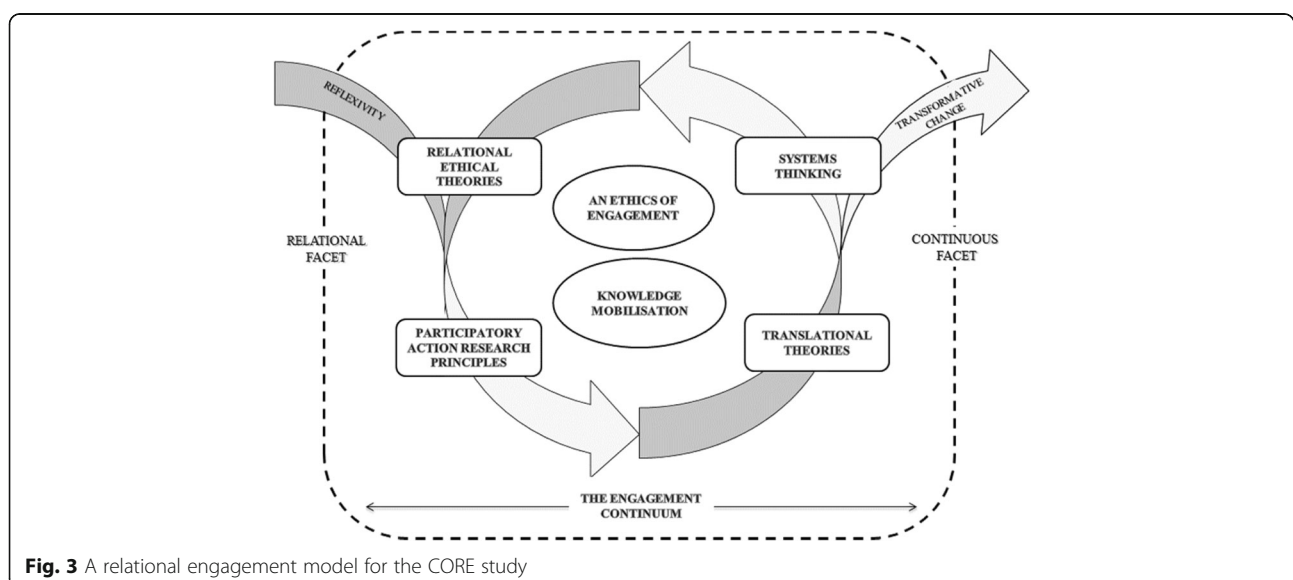 REFLEXIVITY
TRANSFORMATIVE
CHANGE
RELATIONAL
ETHICAL
THEORIES
SYSTEMS
THINKING
AN ETHICS OF
ENGAGEMENT
RELATIONAL
FACET
CONTINUOUS
FACET
KNOWLEDGE
MOBILISATION
PARTICIPATORY
ACTION RESEARCH
PRINCIPLES
TRANSLATIONAL
THEORIES
THE ENGAGEMENT
CONTINUUM
Fig. 3 A relational engagement model for the CORE study